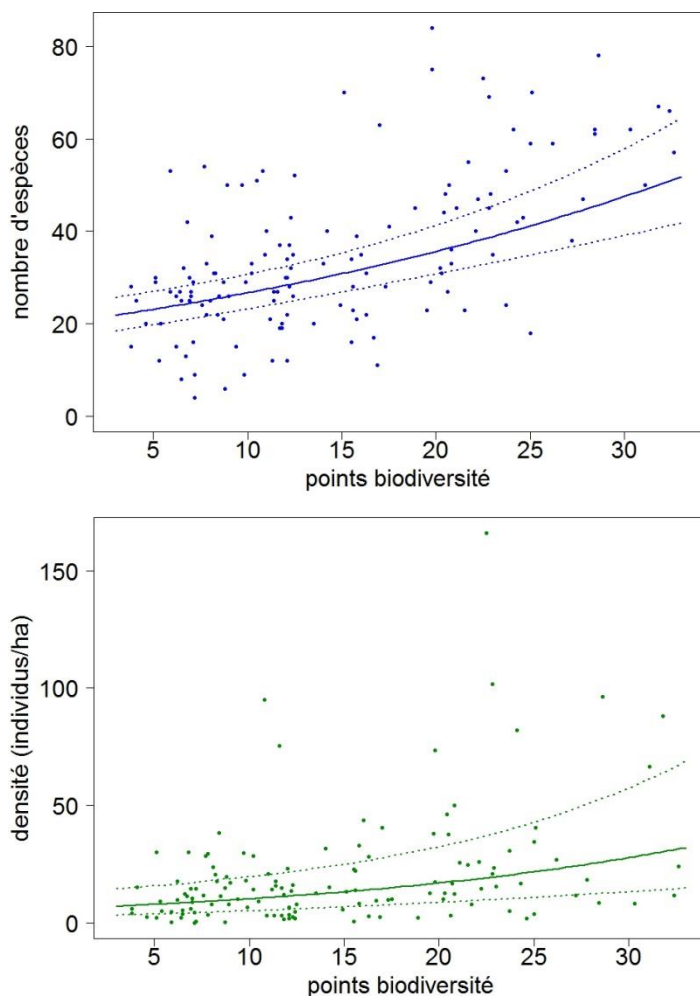 nombre d'espèces
80
60
40
20
0
5 10 15 20 25 30
points biodiversité
densité (individus/ha)
150
100
50
0
5 10 15 20 25 30
points biodiversité